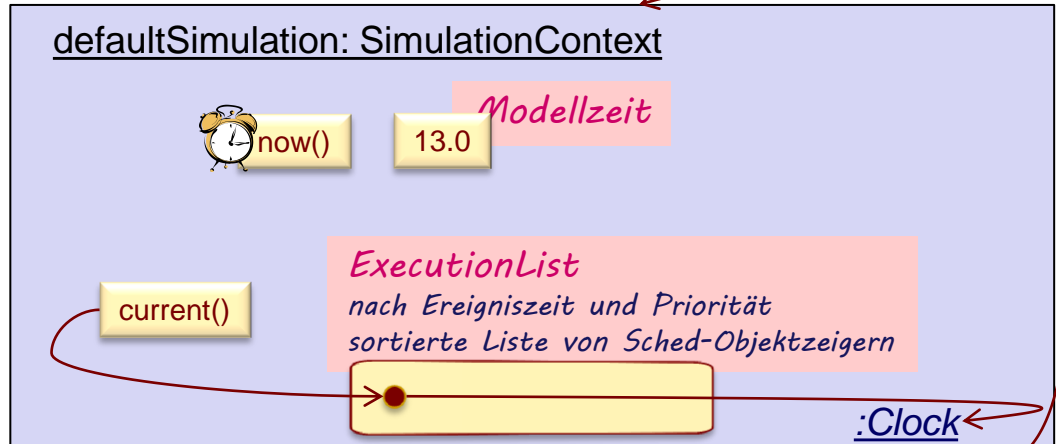 defaultSimulation: SimulationContext
Modellzeit
now()
13.0
ExecutionList
nach Ereigniszeit und Priorität
current()
sortierte Liste von Sched-Objektzeigern
:Clock